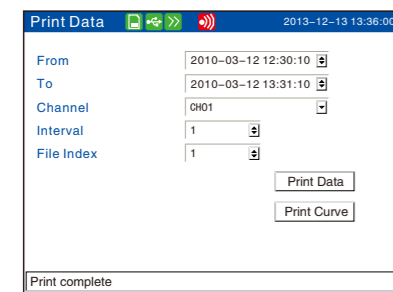 Print Data 2013-12-13 13:36:00
From 2010-03-12 12:30:10
To 2010-03-12 13:31:10
Channel CH01
Interval 1
File Index 1
Print Data
Print Curve
Print complete